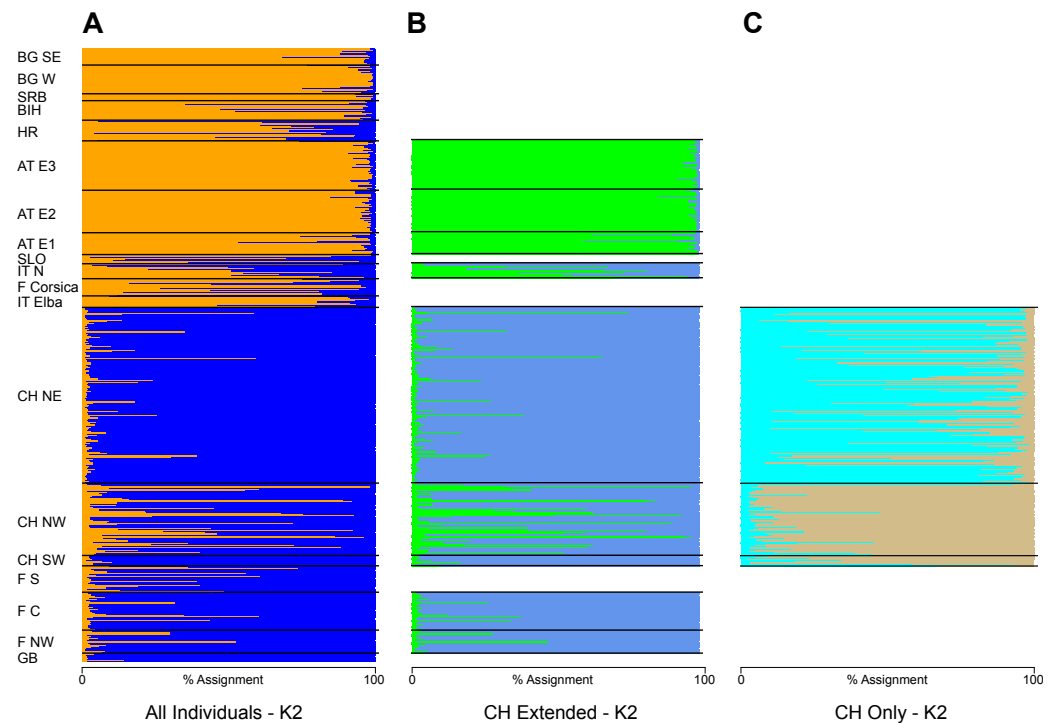 A B C
BG SE
BG W
SRB
BIH
HR
AT E3
AT E2
AT E1
SLO
IT N
F Corsica
IT Elba
CH NE
CH NW
CH SW
F S
F C
F NW
GB
0 % Assignment 100 0 % Assignment 100 0 % Assignment 100
All Individuals - K2 CH Extended - K2 CH Only - K2